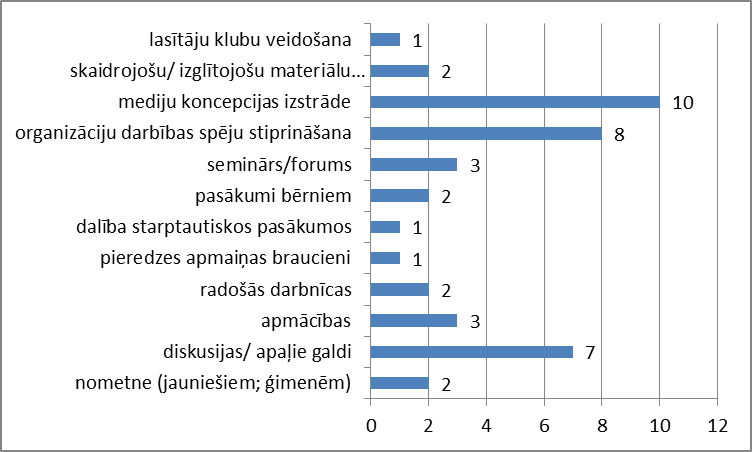 lasītāju klubu veidošana 1
skaidrojošu/ izglītojošu materiālu... 2
mediju koncepcijas izstrāde 10
organizāciju darbības spēju stiprināšana 8
seminārs/forums 3
pasākumi bērniem 2
dalība starptautiskos pasākumos 1
pieredzes apmaiņas braucieni 1
radošās darbnīcas 2
apmācības 3
diskusijas/ apaļie galdi 7
nometne (jauniešiem; ģimenēm) 2
0 2 4 6 8 10 12